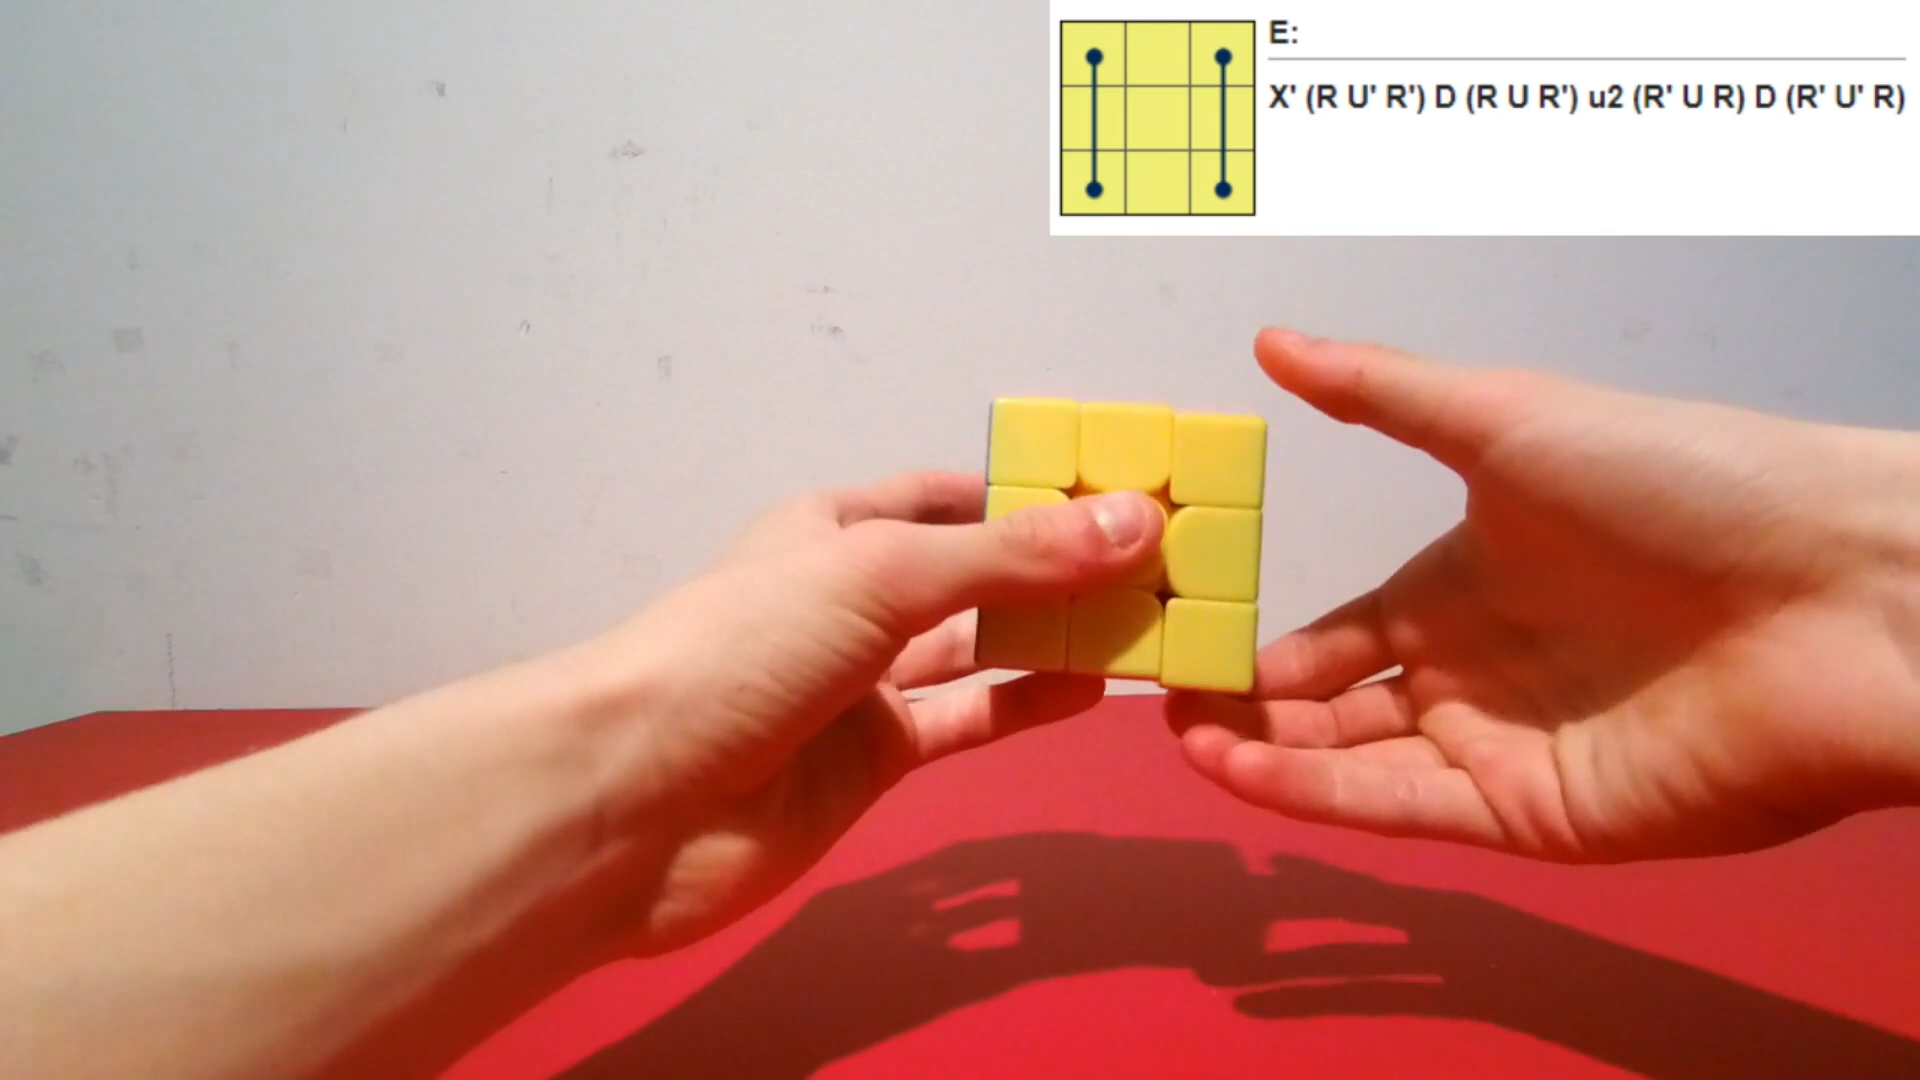 E:
X' (R U' R') D (R U R') u2 (R' U R) D (R' U' R)